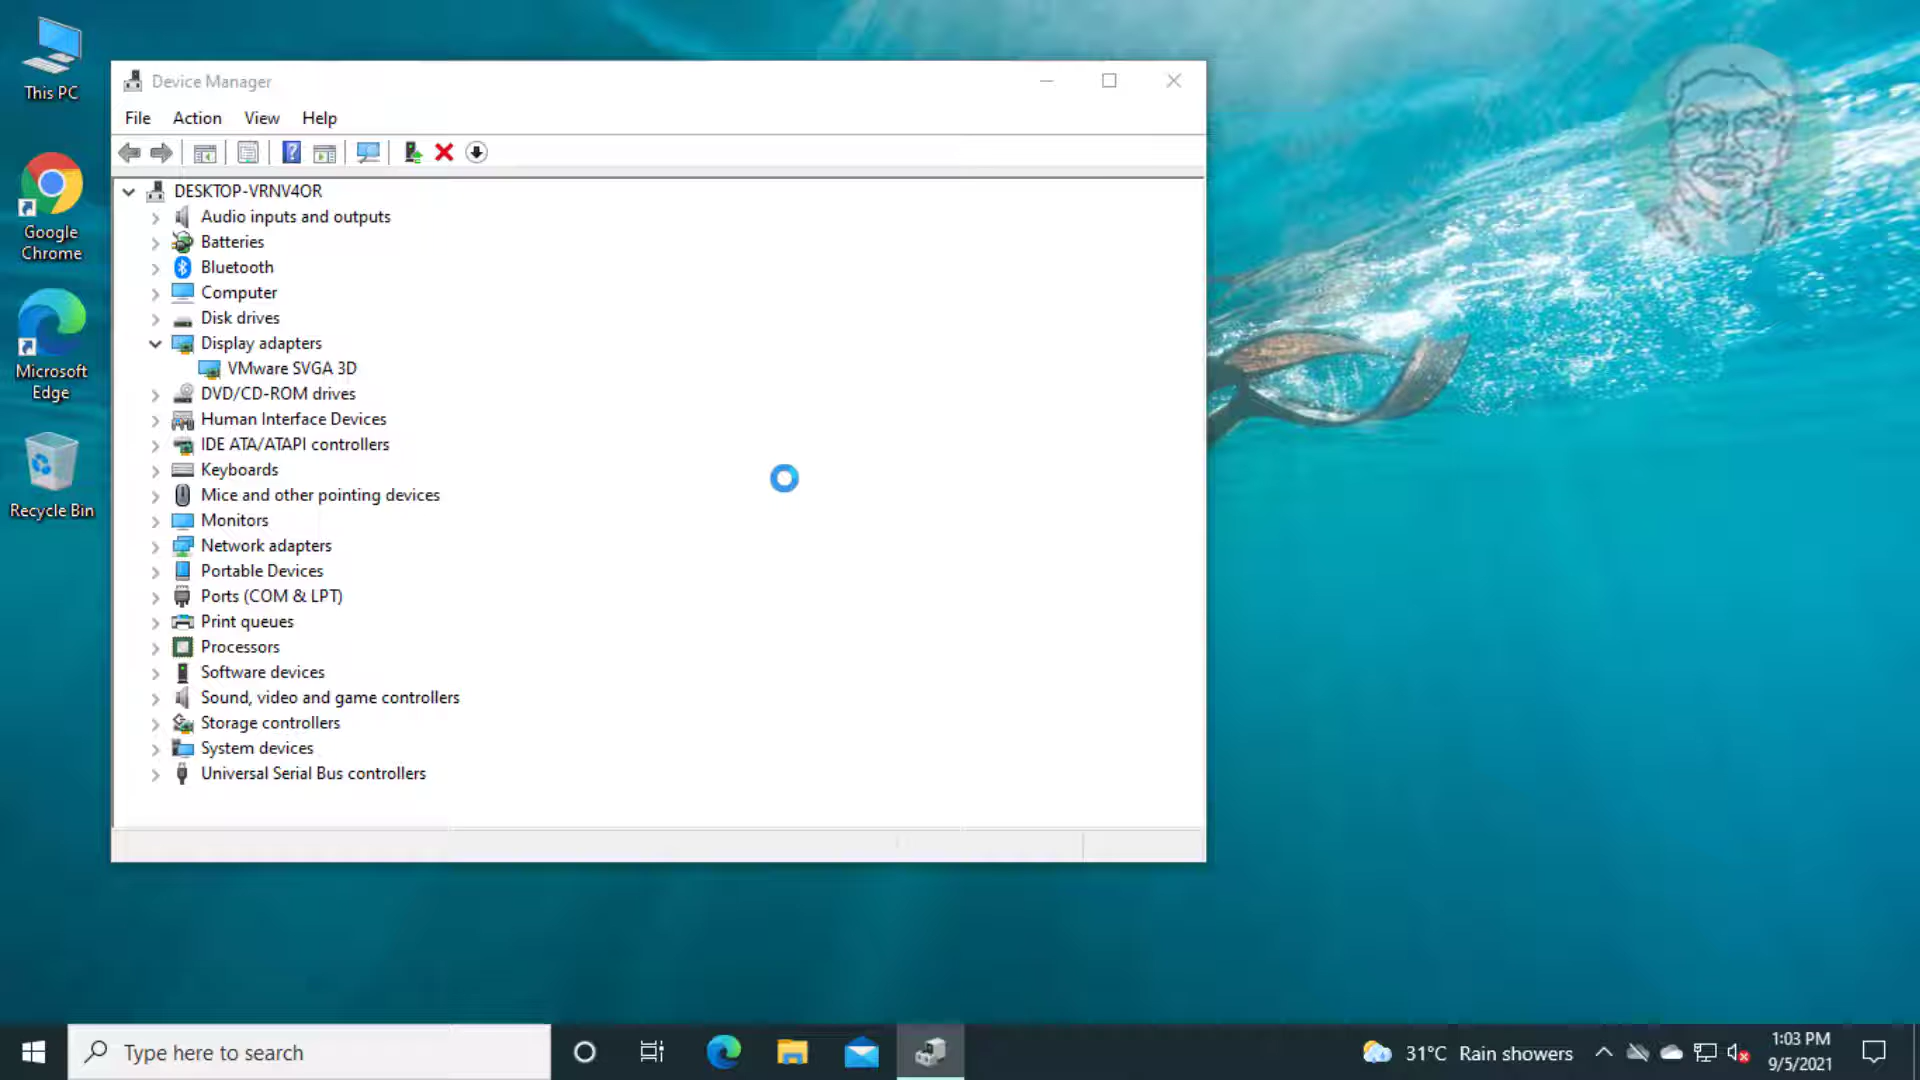 This PC
Google
Chrome
Microsoft
Edge
Recycle Bin
Device Manager
File Action View Help
DESKTOP-VRNV4OR
Audio inputs and outputs
Batteries
Bluetooth
Computer
Disk drives
Display adapters
VMware SVGA 3D
DVD/CD-ROM drives
Human Interface Devices
IDE ATA/ATAPI controllers
Keyboards
Mice and other pointing devices
Monitors
Network adapters
Portable Devices
Ports (COM & LPT)
Print queues
Processors
Software devices
Sound, video and game controllers
Storage controllers
System devices
Universal Serial Bus controllers
Type here to search
31°C Rain showers
1:03 PM
9/5/2021